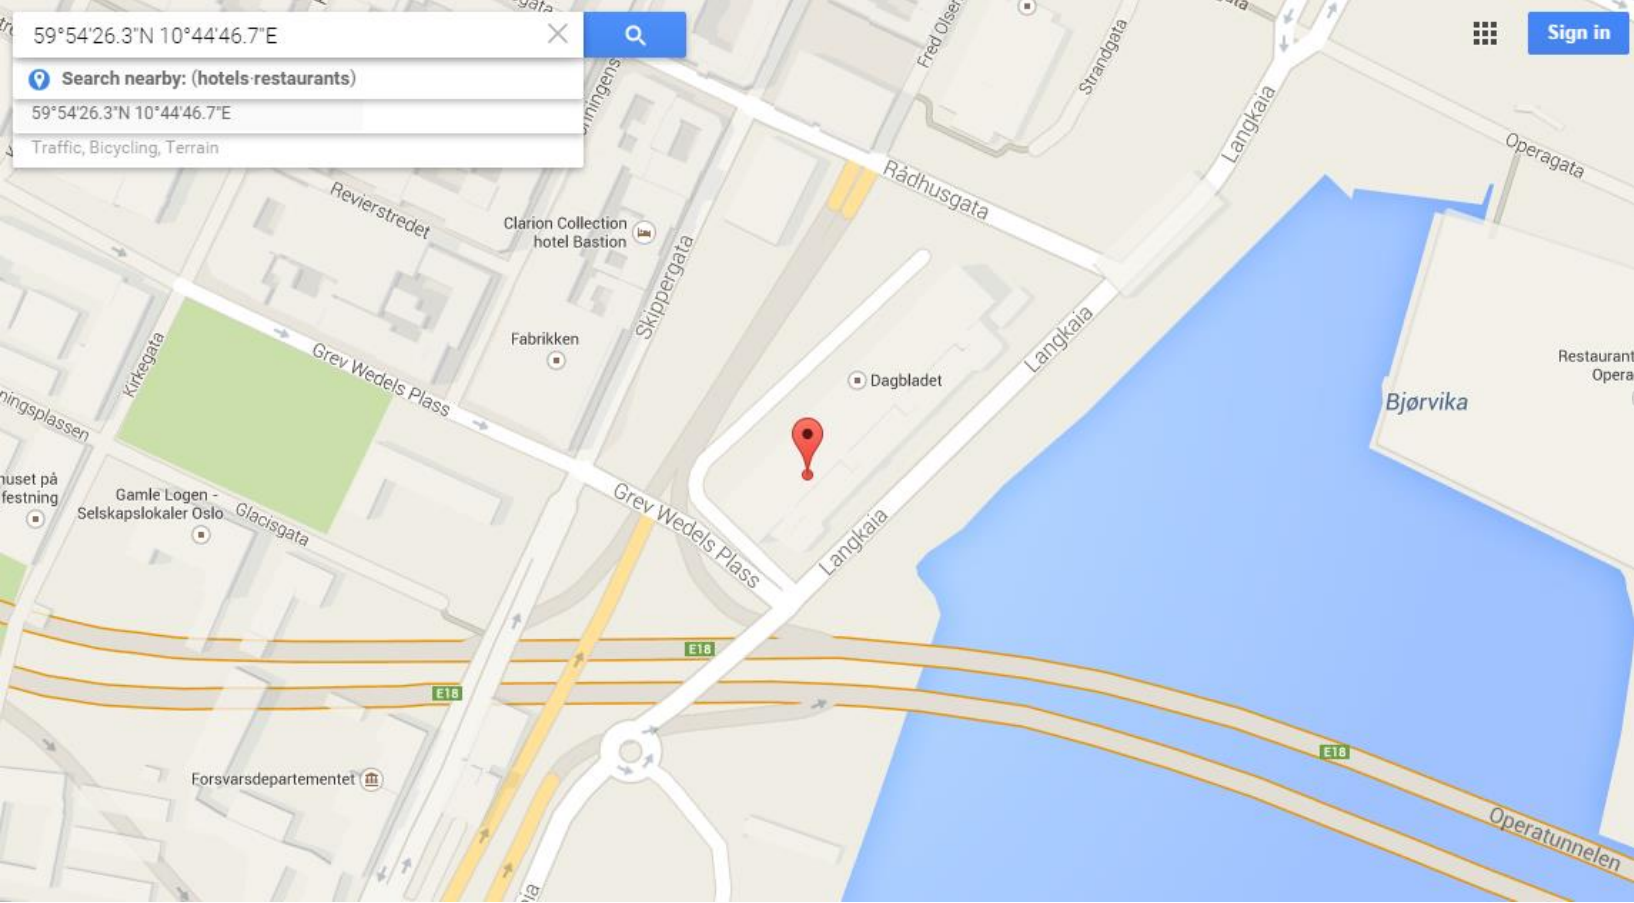 59°54'26.3"N 10°44'46.7"E
Sign in
Search nearby: (hotels·restaurants)
59°54'26.3"N 10°44'46.7"E
Traffic, Bicycling, Terrain
Fred Olsen
Strandgata
Langkaia
Operagata
Rådhusgata
Revierstredet
Clarion Collection
hotel Bastion
Skippergata
Fabrikken
Kirkegata
Grev Wedels Plass
Langkaia
Dagbladet
Restaurant
Opera
Bjørvika
ningsplassen
huset på
festning
Gamle Logen -
Selskapslokaler Oslo
Glacisgata
Grev Wedels Plass
Langkaia
E18
E18
E18
Forsvarsdepartementet
Operatunnelen